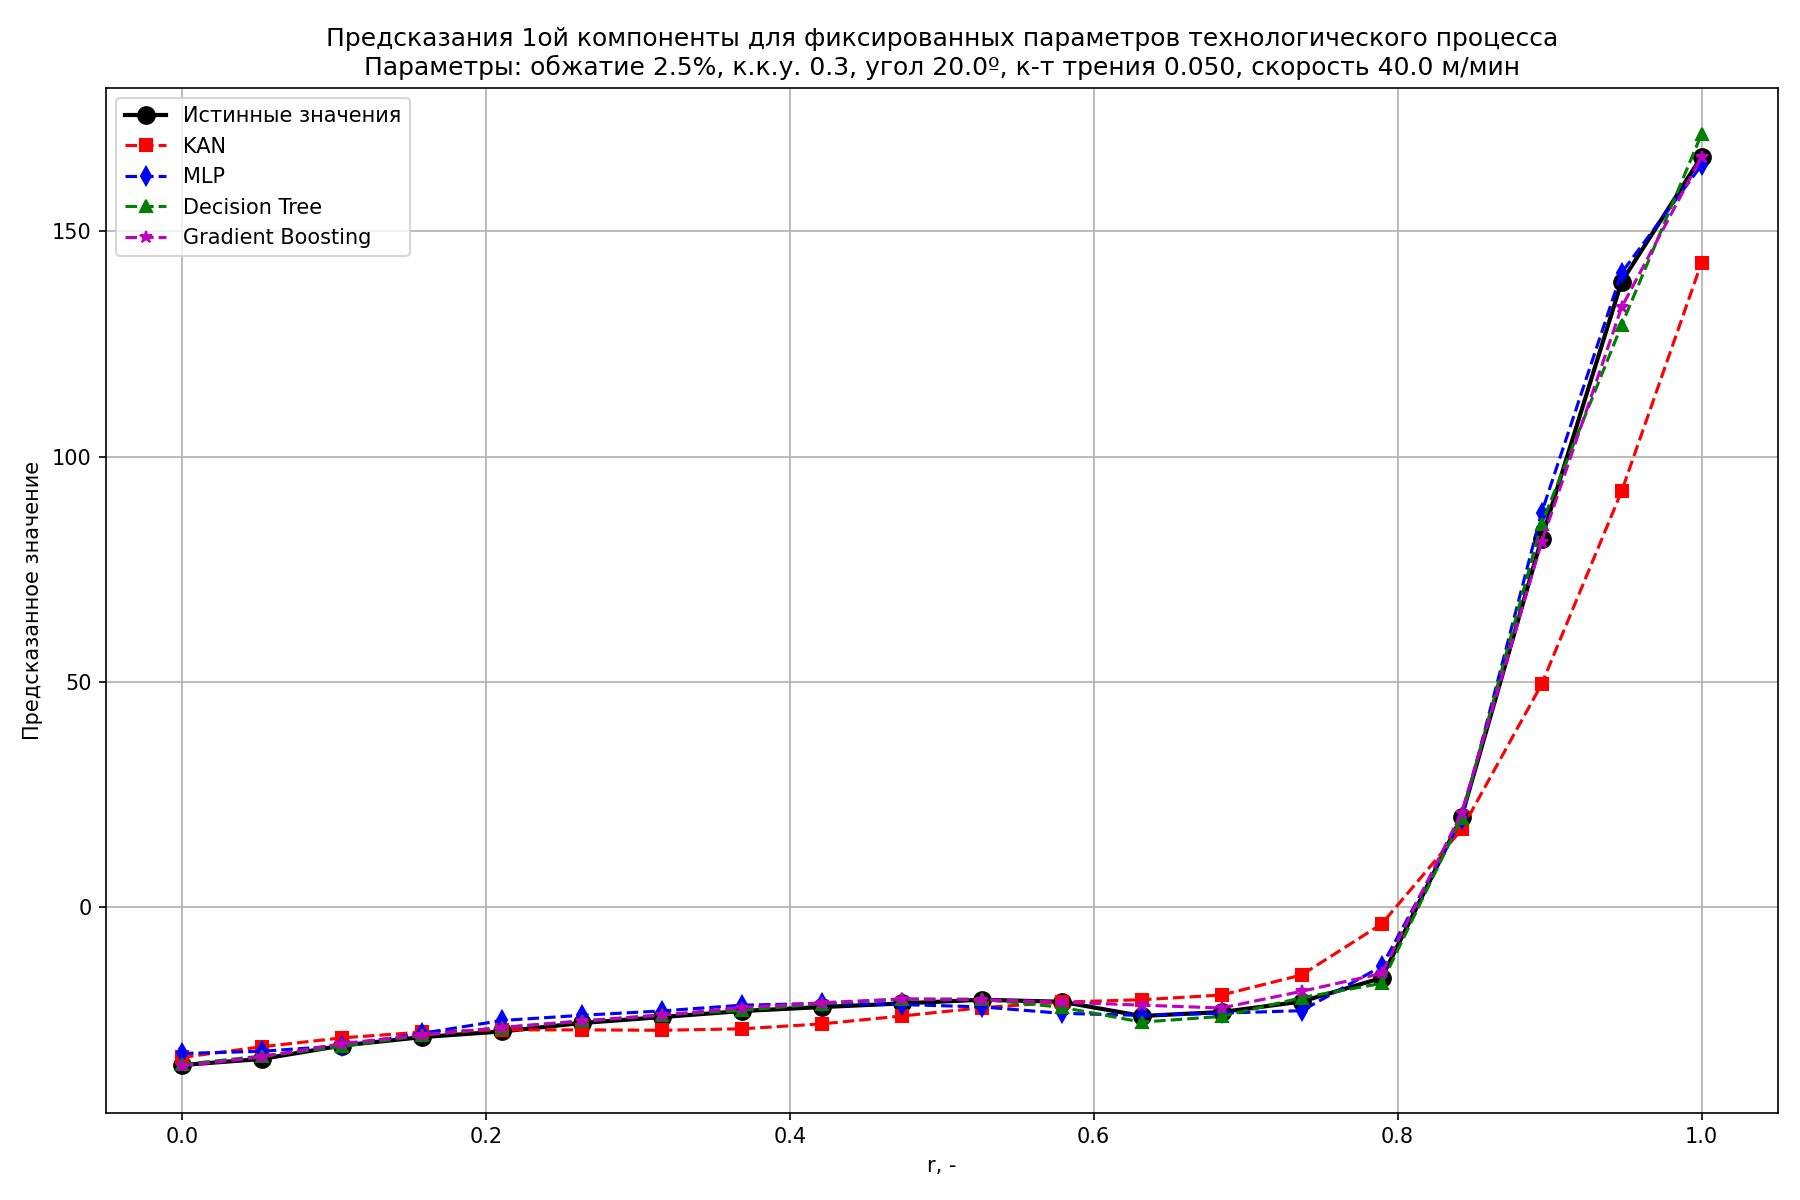 Предсказания 1ой компоненты для фиксированных параметров технологического процесса
Параметры: обжатие 2.5%, к.к.у. 0.3, угол 20.0º, к-т трения 0.050, скорость 40.0 м/мин
Истинные значения
KAN
MLP
Decision Tree
Gradient Boosting
Предсказанное значение
150
100
50
0
0.0 0.2 0.4 0.6 0.8 1.0
r, -